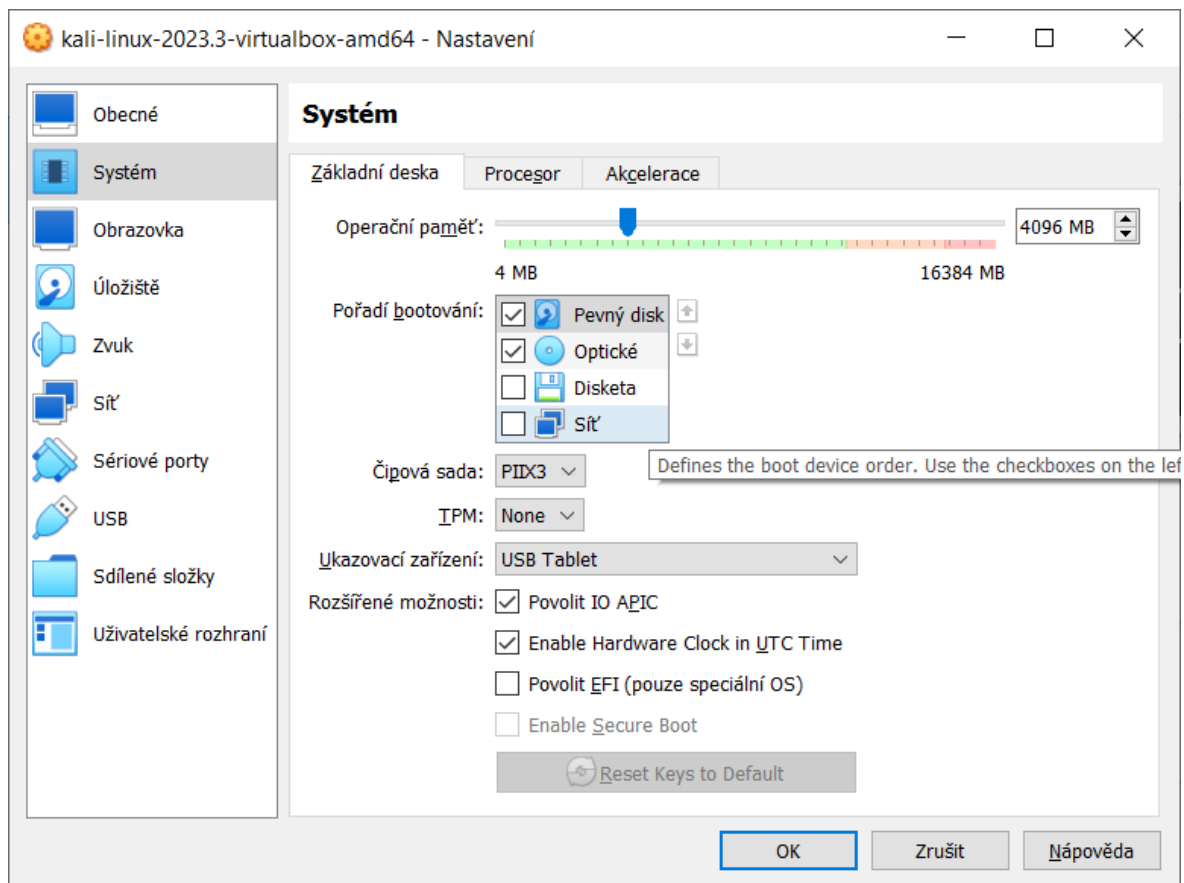 kali-linux-2023.3-virtualbox-amd64 - Nastavení
Obecné
Systém
Obrazovka
Úložiště
Zvuk
Síť
Sériové porty
USB
Sdílené složky
Uživatelské rozhraní
Systém
Základní deska Procesor Akcelerace
Operační paměť: 4096 MB
4 MB 16384 MB
Pořadí bootování: Pevný disk
Optické
Disketa
Síť
Defines the boot device order. Use the checkboxes on the lef
Čipová sada: PIIX3
TPM: None
Ukazovací zařízení: USB Tablet
Rozšířené možnosti: Povolit IO APIC
Enable Hardware Clock in UTC Time
Povolit EFI (pouze speciální OS)
Enable Secure Boot
Reset Keys to Default
OK Zrušit Nápověda